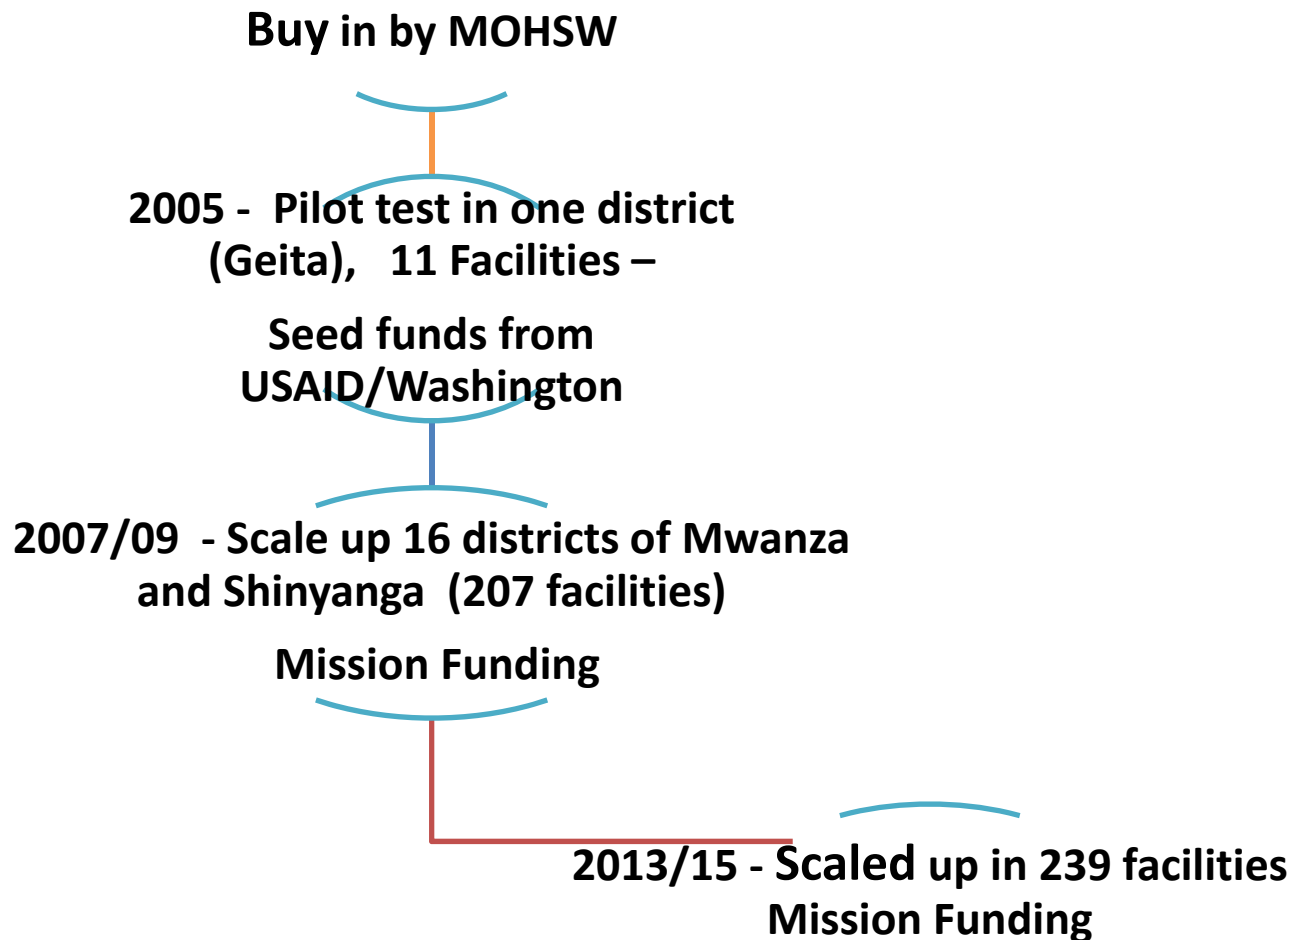 Buy in by MOHSW
2005 -  Pilot test in one district
(Geita),   11 Facilities –
Seed funds from
USAID/Washington
2007/09  - Scale up 16 districts of Mwanza
and Shinyanga  (207 facilities)
Mission Funding
2013/15 - Scaled up in 239 facilities
Mission Funding